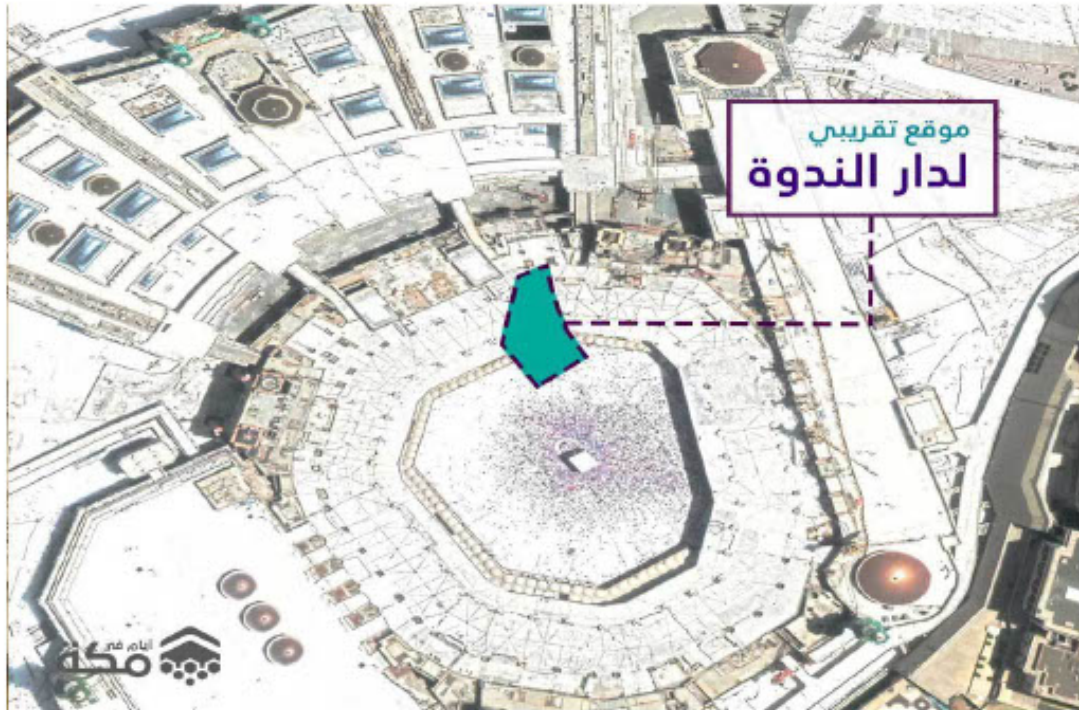 موقع تقريبي
لدار الندوة
أيام في
مكة